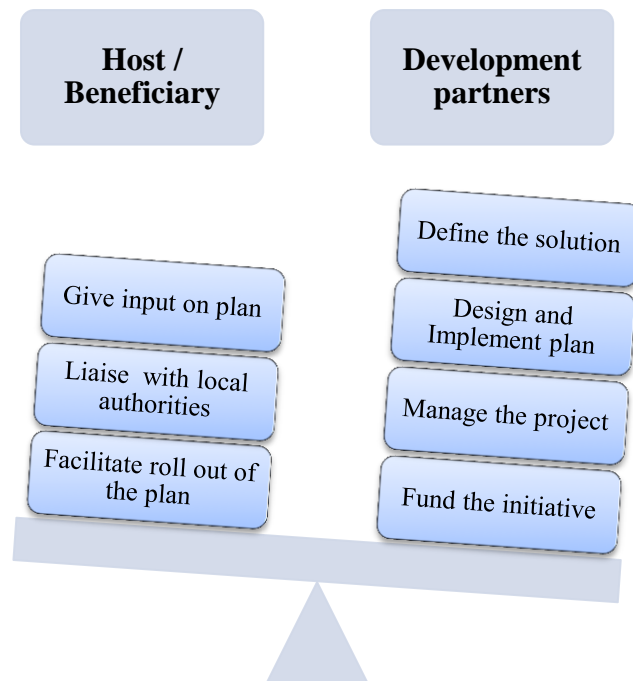 Host /
Beneficiary
Development
partners
Give input on plan
Liaise  with local
authorities
Facilitate roll out of
the plan
Define the solution
Design and
Implement plan
Manage the project
Fund the initiative